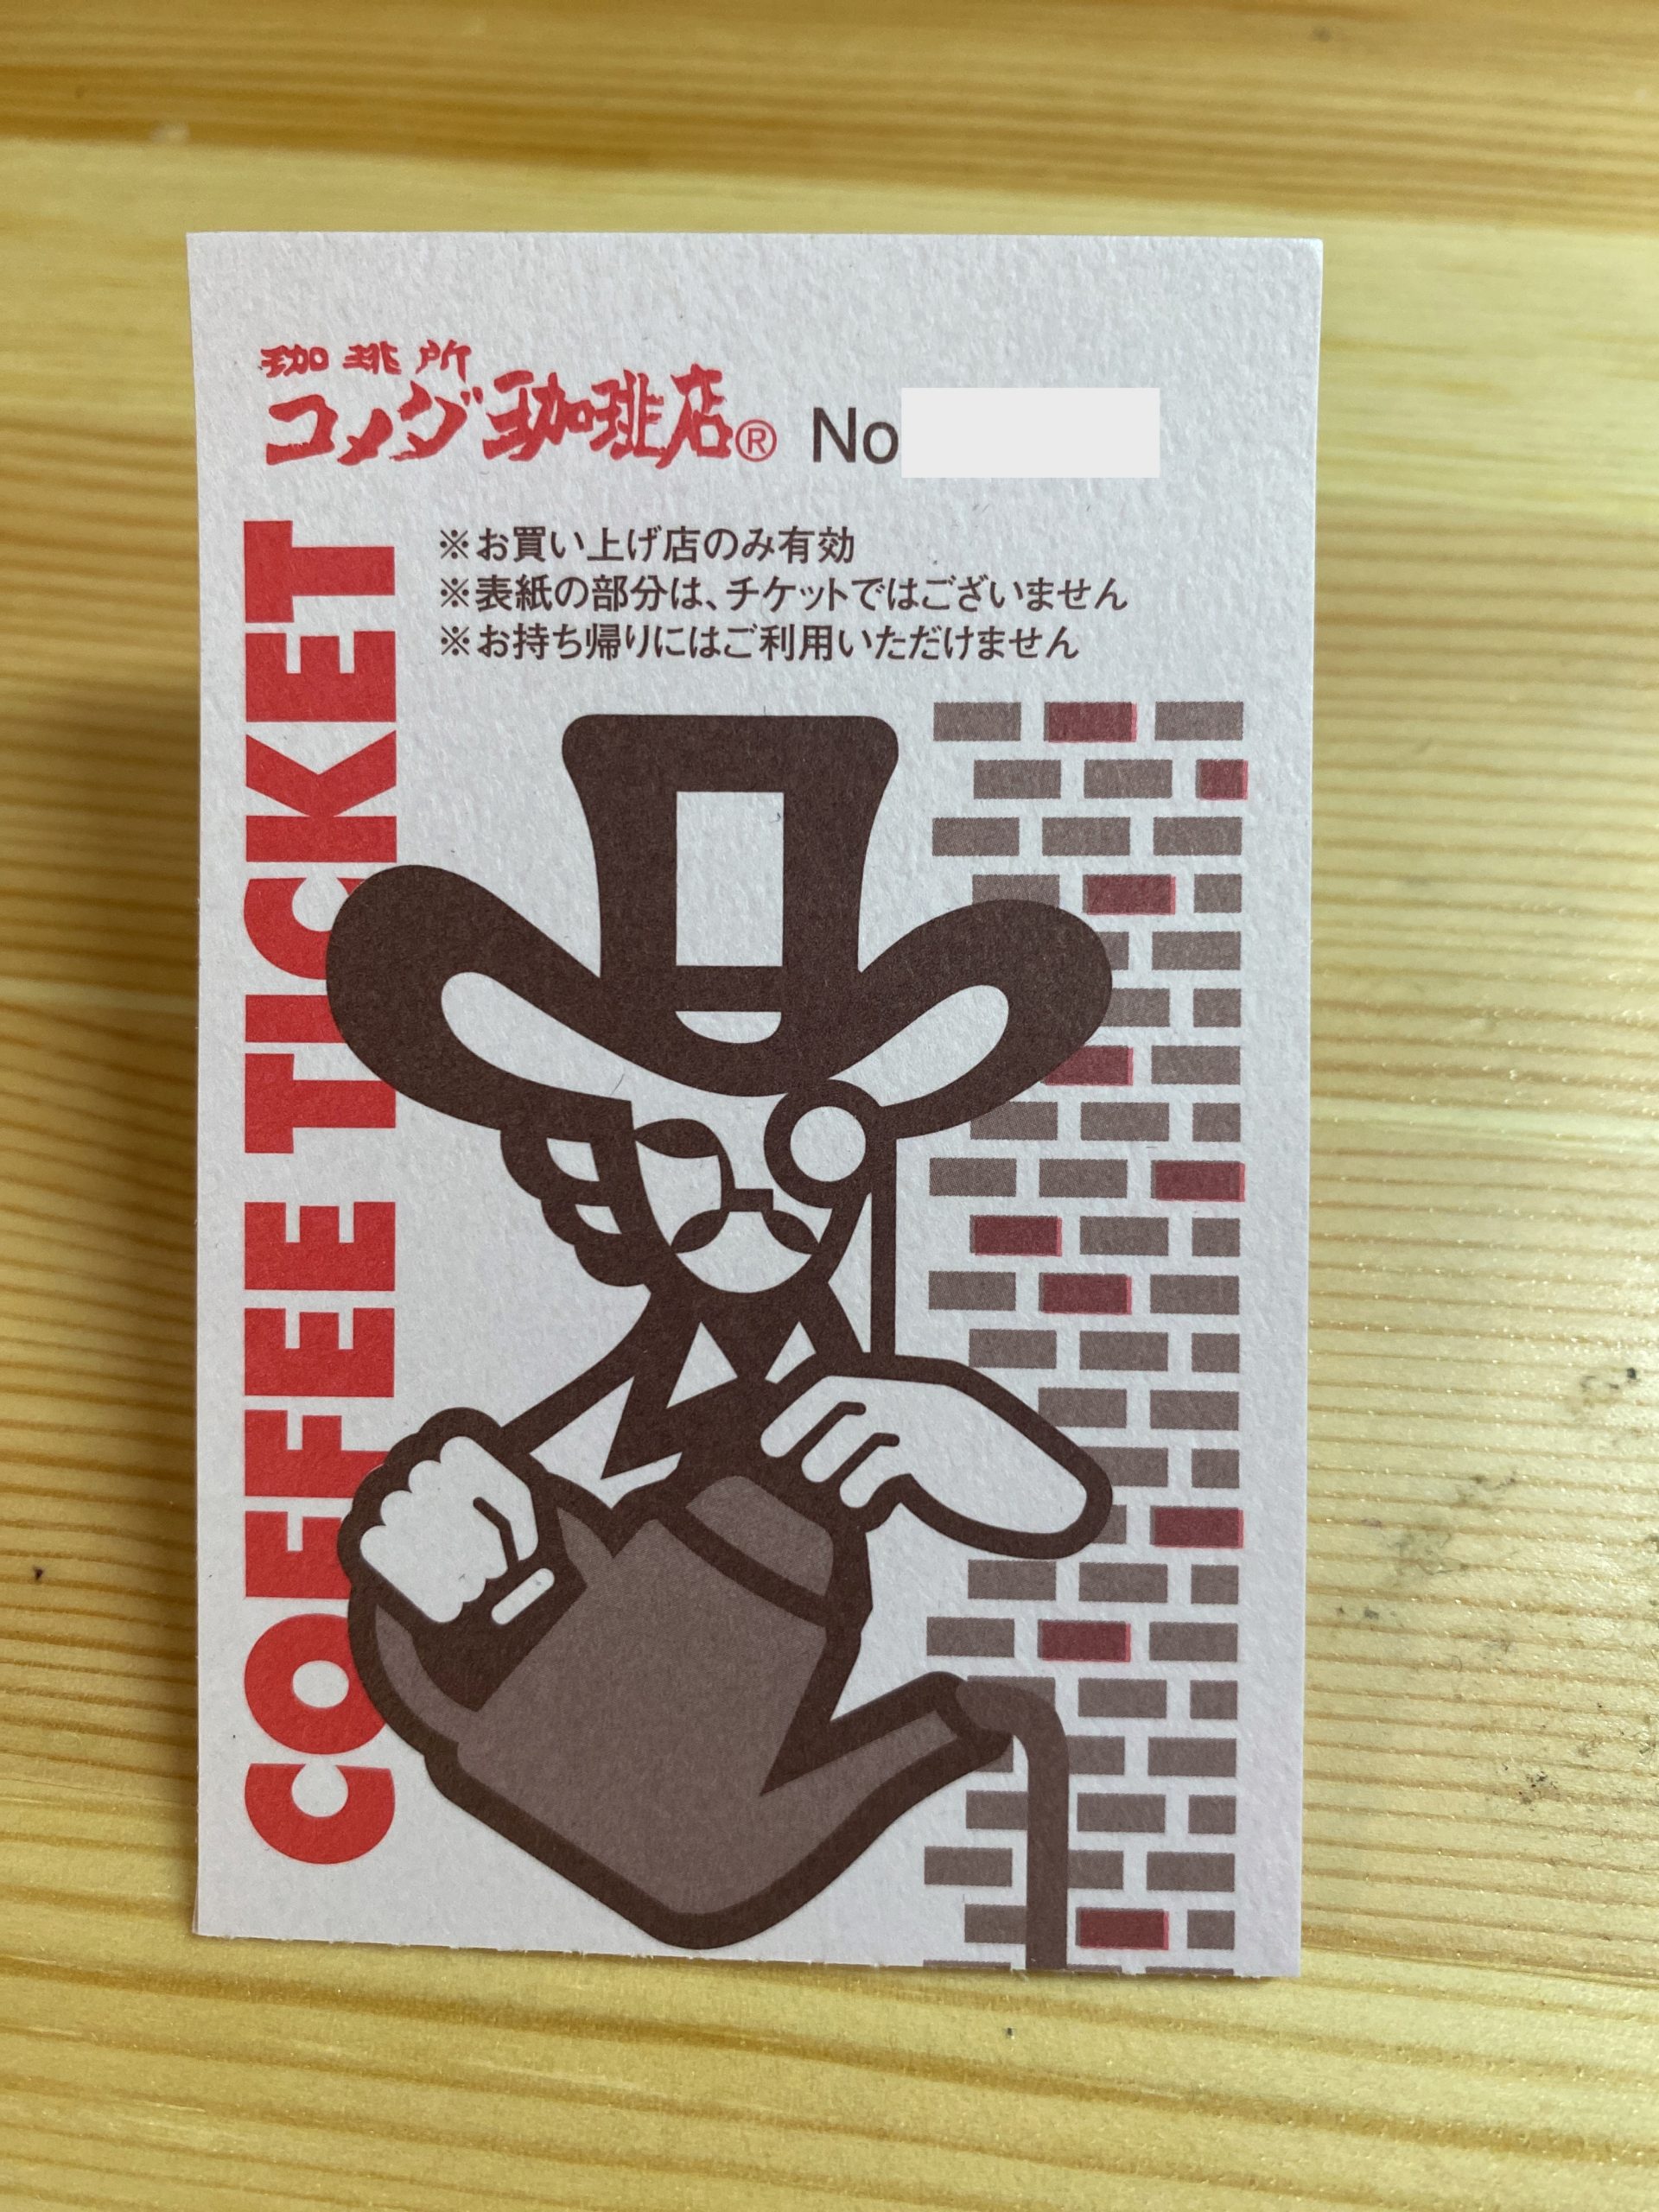 珈琲所
コメダ珈琲店® No
※お買い上げ店のみ有効
※表紙の部分は、チケットではございません
※お持ち帰りにはご利用いただけません
COFFEE TICKET